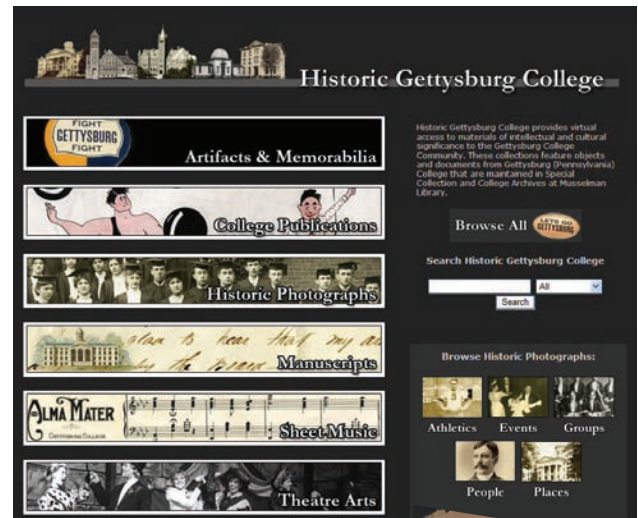 Historic Gettysburg College
FIGHT
GETTYSBURG
FIGHT
Artifacts & Memorabilia
College Publications
Historic Photographs
Manuscripts
ALMA MATER
GETTYSBURG COLLEGE
Sheet Music
Theatre Arts
Historic Gettysburg College provides virtual
access to materials of intellectual and cultural
significance to the Gettysburg College
Community. These collections feature objects
and documents from Gettysburg (Pennsylvania)
College that are maintained in Special
Collection and College Archives at Musselman
Library.
Browse All
LETS GO
GETTYSBURG
Search Historic Gettysburg College
All
Search
Browse Historic Photographs:
Athletics Events Groups
People Places